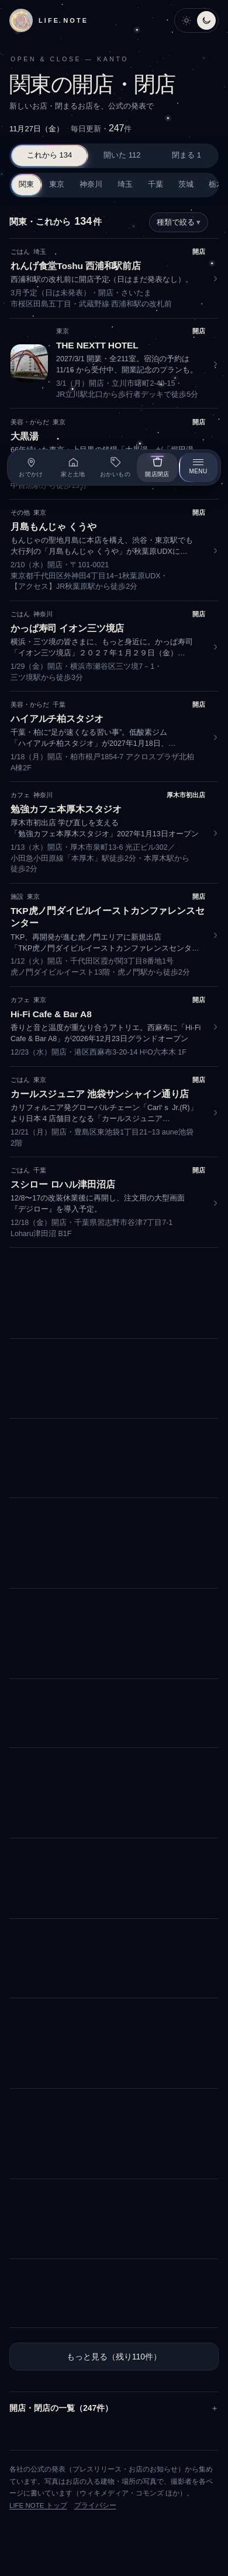 LIFE NOTE
OPEN & CLOSE — KANTO
関東の開店・閉店
新しいお店・閉まるお店を、公式の発表で
11月27日（金） · 毎日更新・247件
これから 134
開いた 112
閉まる 1
関東
東京
神奈川
埼玉
千葉
茨城
関東・これから 134件
種類で絞る ▾
ごはん 埼玉
開店
れんげ食堂Toshu 西浦和駅前店
西浦和駅の改札前に開店予定（日はまだ発表なし）。
3月予定（日は未発表）・開店・さいたま
市桜区田島五丁目・武蔵野線 西浦和駅の改札前
東京
開店
THE NEXTT HOTEL
2027/3/1 開業・全211室。宿泊の予約は
11/16 から受付中、開業記念のプランも。
3/1（月）開店・立川市曙町2-40-15・
JR立川駅北口から歩行者デッキで徒歩5分
美容・からだ 東京
開店
大黒湯
おでかけ
家と土地
おかいもの
開店閉店
MENU
その他 東京
開店
月島もんじゃ くうや
もんじゃの聖地月島に本店を構え、渋谷・東京駅でも
大行列の「月島もんじゃ くうや」が秋葉原UDXに…
2/10（水）開店・〒101-0021
東京都千代田区外神田4丁目14−1秋葉原UDX・
【アクセス】JR秋葉原駅から徒歩2分
ごはん 神奈川
開店
かっぱ寿司 イオン三ツ境店
横浜・三ツ境の皆さまに、もっと身近に。かっぱ寿司
「イオン三ツ境店」２０２７年１月２９日（金）…
1/29（金）開店・横浜市瀬谷区三ツ境7－1・
三ツ境駅から徒歩3分
美容・からだ 千葉
開店
ハイアルチ柏スタジオ
千葉・柏に“足が速くなる習い事”。低酸素ジム
「ハイアルチ柏スタジオ」が2027年1月18日、…
1/18（月）開店・柏市根戸1854-7 アクロスプラザ北柏
A棟2F
カフェ 神奈川
厚木市初出店
勉強カフェ本厚木スタジオ
厚木市初出店 学び直しを支える
「勉強カフェ本厚木スタジオ」2027年1月13日オープン
1/13（水）開店・厚木市泉町13-6 光正ビル302／
小田急小田原線「本厚木」駅徒歩2分・本厚木駅から
徒歩2分
施設 東京
開店
TKP虎ノ門ダイビルイーストカンファレンスセ
ンター
TKP、再開発が進む虎ノ門エリアに新規出店
「TKP虎ノ門ダイビルイーストカンファレンスセンタ…
1/12（火）開店・千代田区霞が関3丁目8番地1号
虎ノ門ダイビルイースト13階・虎ノ門駅から徒歩2分
カフェ 東京
開店
Hi-Fi Cafe & Bar A8
香りと音と温度が重なり合うアトリエ。西麻布に「Hi-Fi
Cafe & Bar A8」が2026年12月23日グランドオープン
12/23（水）開店・港区西麻布3-20-14 H²O六本木 1F
ごはん 東京
開店
カールスジュニア 池袋サンシャイン通り店
カリフォルニア発グローバルチェーン「Carl’ｓ Jr.(R)」
より日本４店舗目となる「カールスジュニア…
12/21（月）開店・豊島区東池袋1丁目21−13 aune池袋
2階
ごはん 千葉
開店
スシロー ロハル津田沼店
12/8〜17の改装休業後に再開し、注文用の大型画面
『デジロー』を導入予定。
12/18（金）開店・千葉県習志野市谷津7丁目7-1
Loharu津田沼 B1F
もっと見る（残り110件）
開店・閉店の一覧（247件）
+
各社の公式の発表（プレスリリース・お店のお知らせ）から集め
ています。写真はお店の入る建物・場所の写真で、撮影者を各ペ
ージに書いています（ウィキメディア・コモンズ ほか）。
LIFE NOTE トップ プライバシー